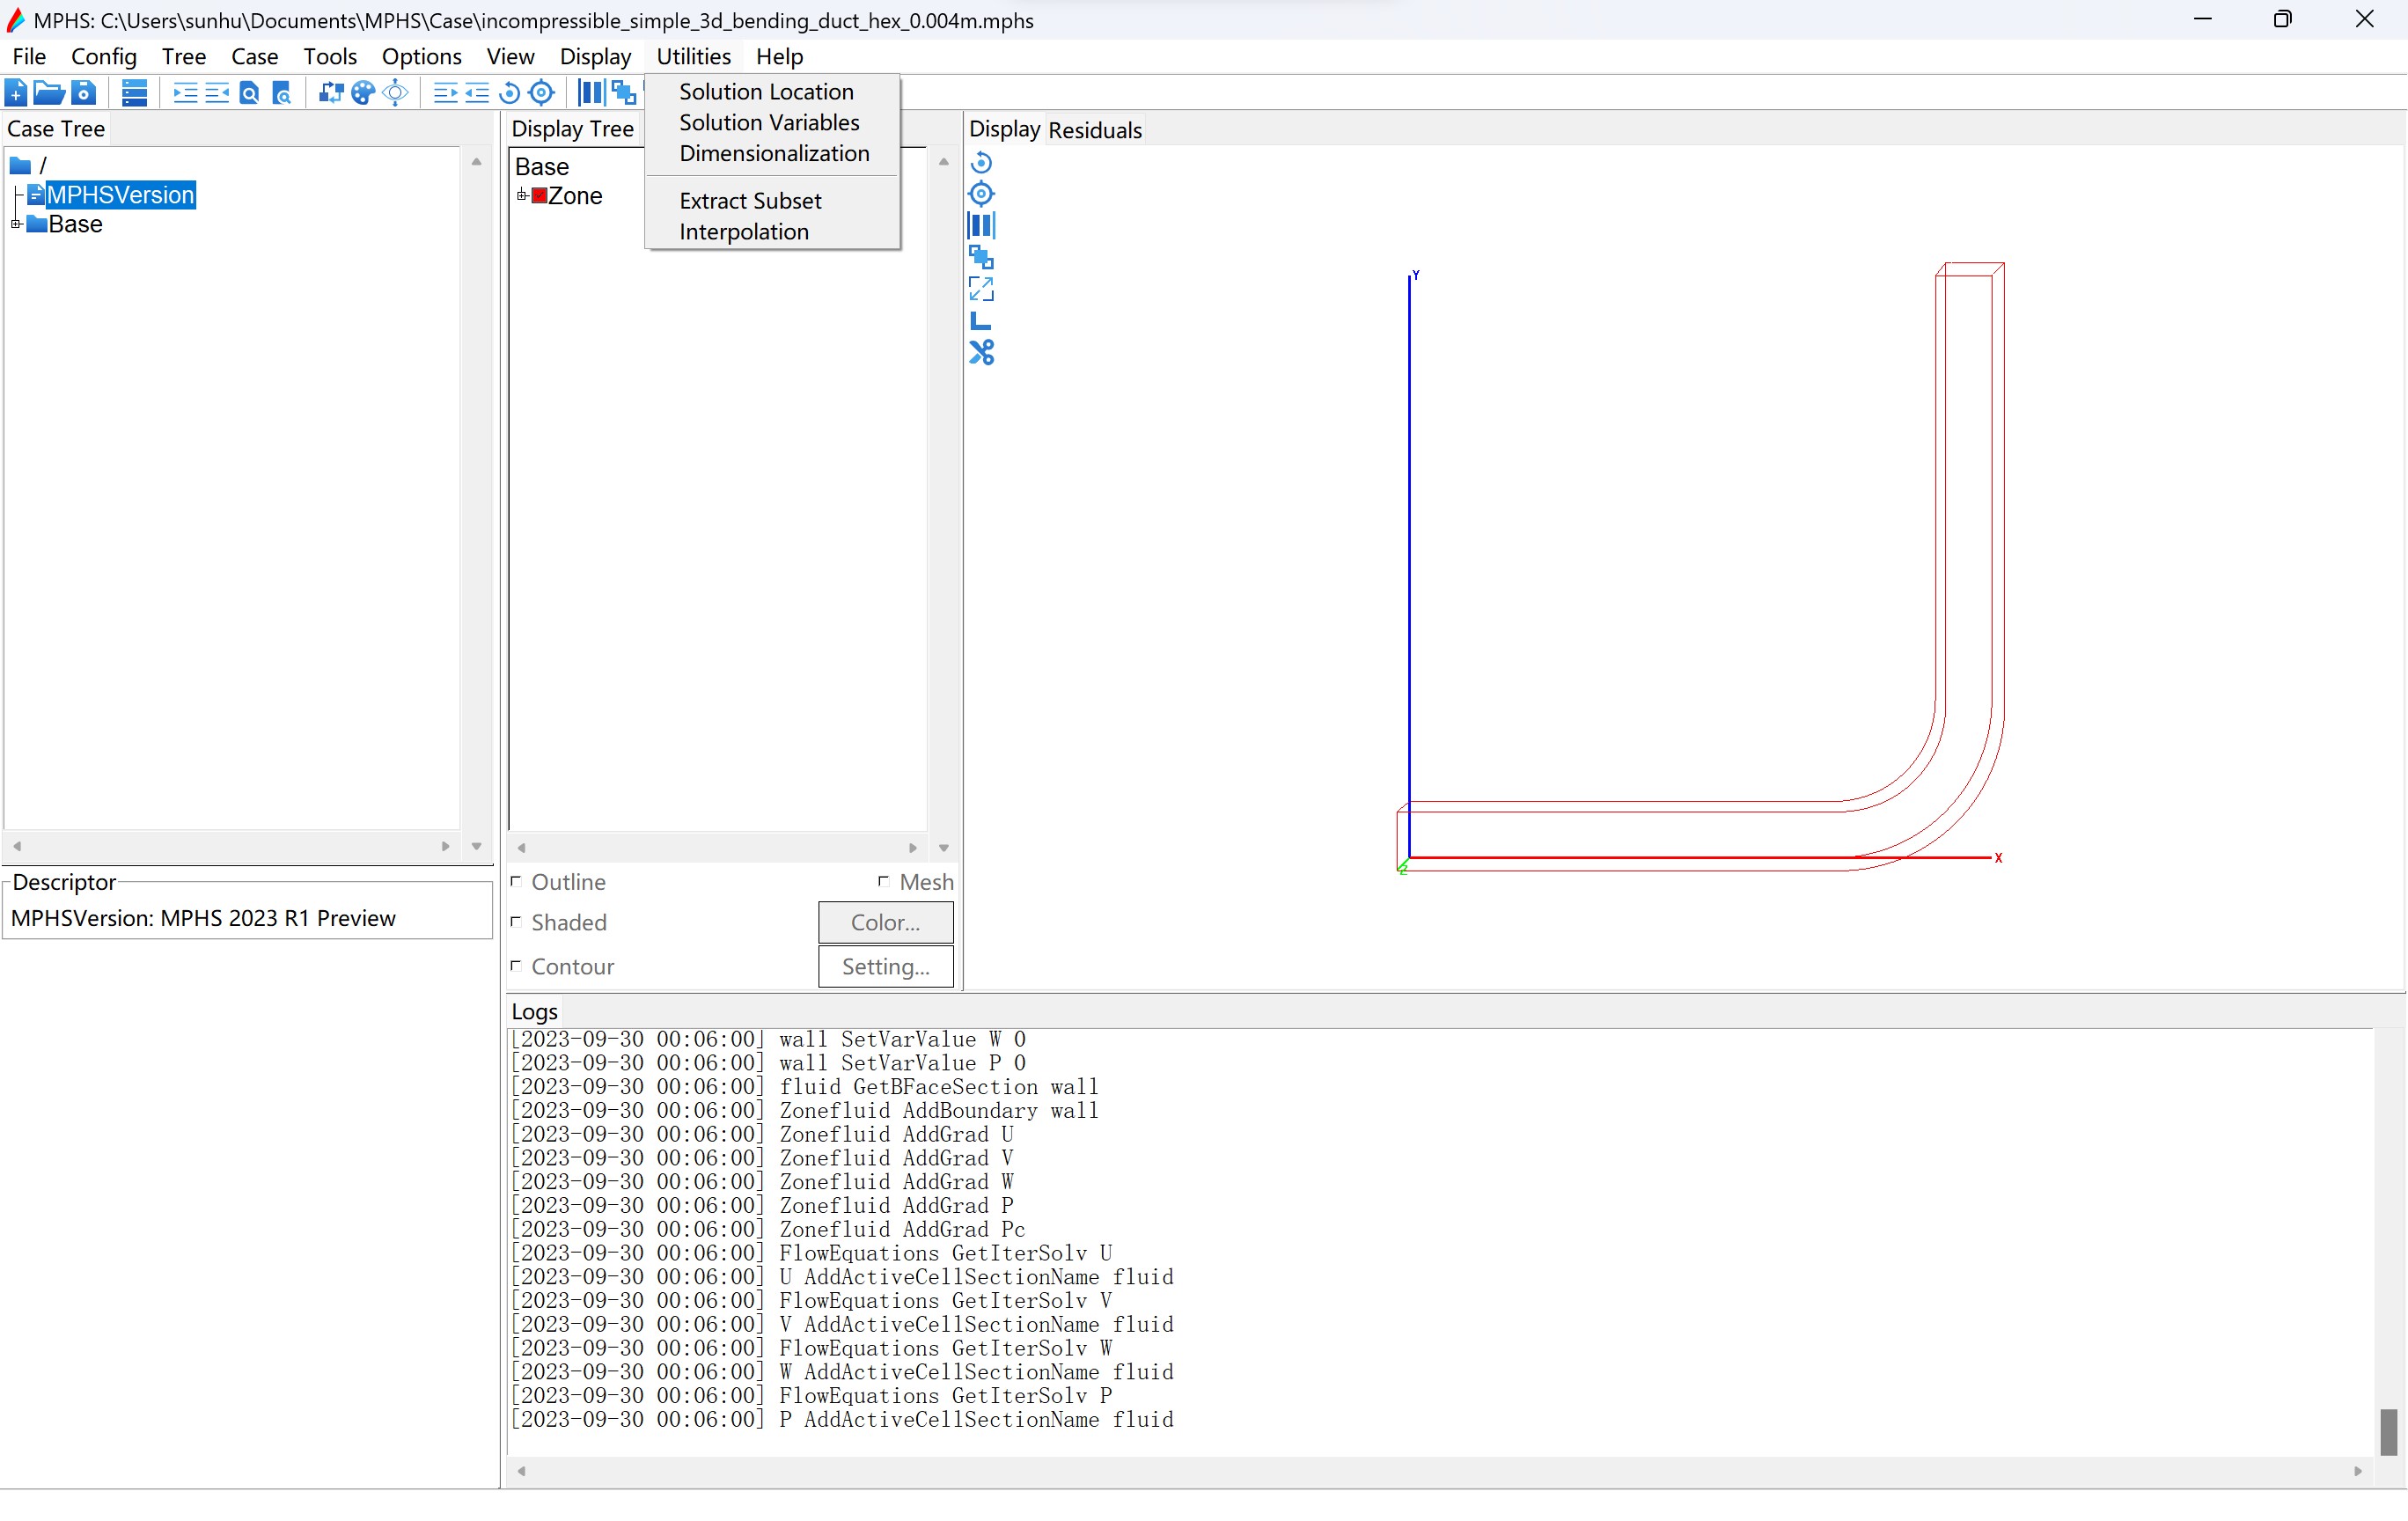 MPHS: C:\Users\sunhu\Documents\MPHS\Case\incompressible_simple_3d_bending_duct_hex_0.004m.mphs
File Config Tree Case Tools Options View Display Utilities Help
Solution Location
Solution Variables
Dimensionalization
Extract Subset
Interpolation
Case Tree
/
MPHSVersion
Base
Descriptor
MPHSVersion: MPHS 2023 R1 Preview
Display Tree
Base
Zone
Outline Mesh
Shaded Color...
Contour Setting...
Display Residuals
Y
X
Z
Logs
[2023-09-30 00:06:00] wall SetVarValue W 0
[2023-09-30 00:06:00] wall SetVarValue P 0
[2023-09-30 00:06:00] fluid GetBFaceSection wall
[2023-09-30 00:06:00] Zonefluid AddBoundary wall
[2023-09-30 00:06:00] Zonefluid AddGrad U
[2023-09-30 00:06:00] Zonefluid AddGrad V
[2023-09-30 00:06:00] Zonefluid AddGrad W
[2023-09-30 00:06:00] Zonefluid AddGrad P
[2023-09-30 00:06:00] Zonefluid AddGrad Pc
[2023-09-30 00:06:00] FlowEquations GetIterSolv U
[2023-09-30 00:06:00] U AddActiveCellSectionName fluid
[2023-09-30 00:06:00] FlowEquations GetIterSolv V
[2023-09-30 00:06:00] V AddActiveCellSectionName fluid
[2023-09-30 00:06:00] FlowEquations GetIterSolv W
[2023-09-30 00:06:00] W AddActiveCellSectionName fluid
[2023-09-30 00:06:00] FlowEquations GetIterSolv P
[2023-09-30 00:06:00] P AddActiveCellSectionName fluid